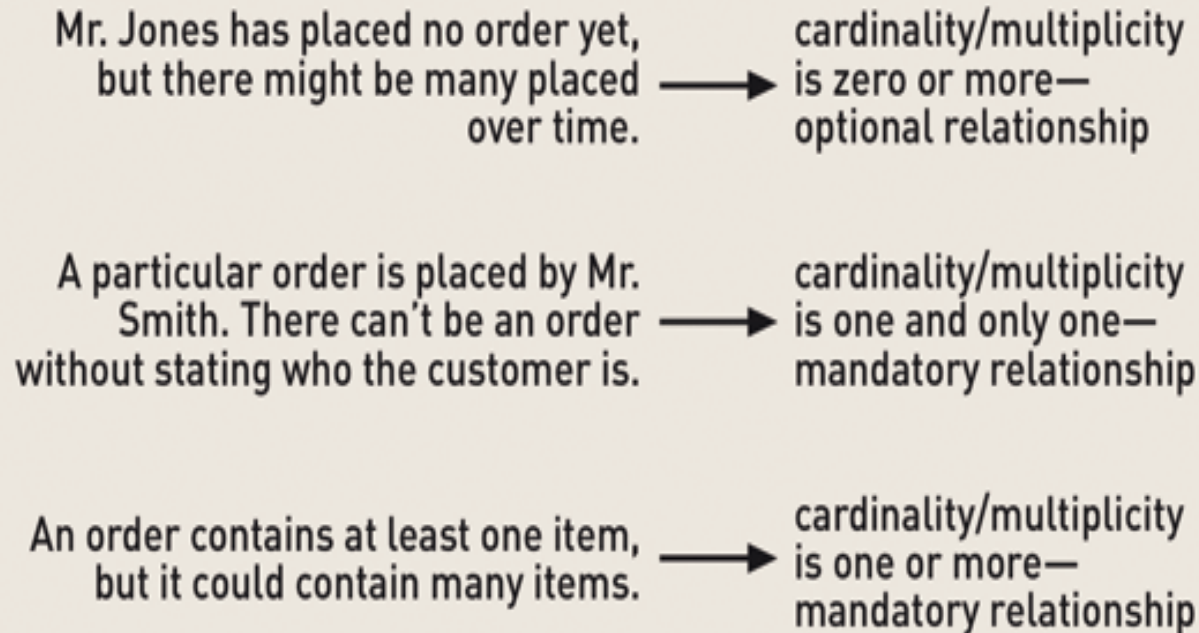 Mr. Jones has placed no order yet,
but there might be many placed
over time.
cardinality/multiplicity
is zero or more—
optional relationship
A particular order is placed by Mr.
Smith. There can't be an order
without stating who the customer is.
cardinality/multiplicity
is one and only one—
mandatory relationship
An order contains at least one item,
but it could contain many items.
cardinality/multiplicity
is one or more—
mandatory relationship